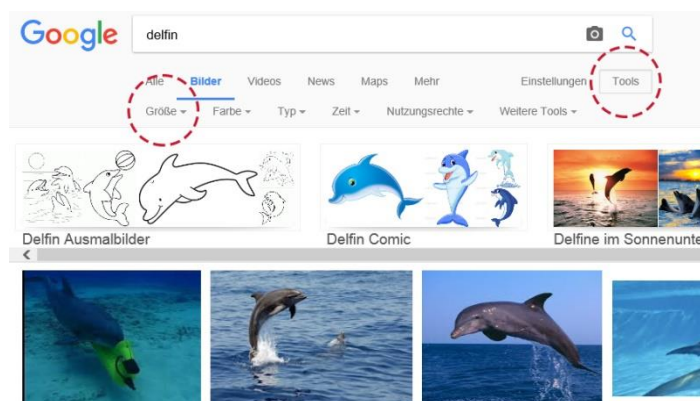 Google delfin
Alle Bilder Videos News Maps Mehr Einstellungen Tools
Größe Farbe Typ Zeit Nutzungsrechte Weitere Tools
Delfin Ausmalbilder Delfin Comic Delfine im Sonnenunte